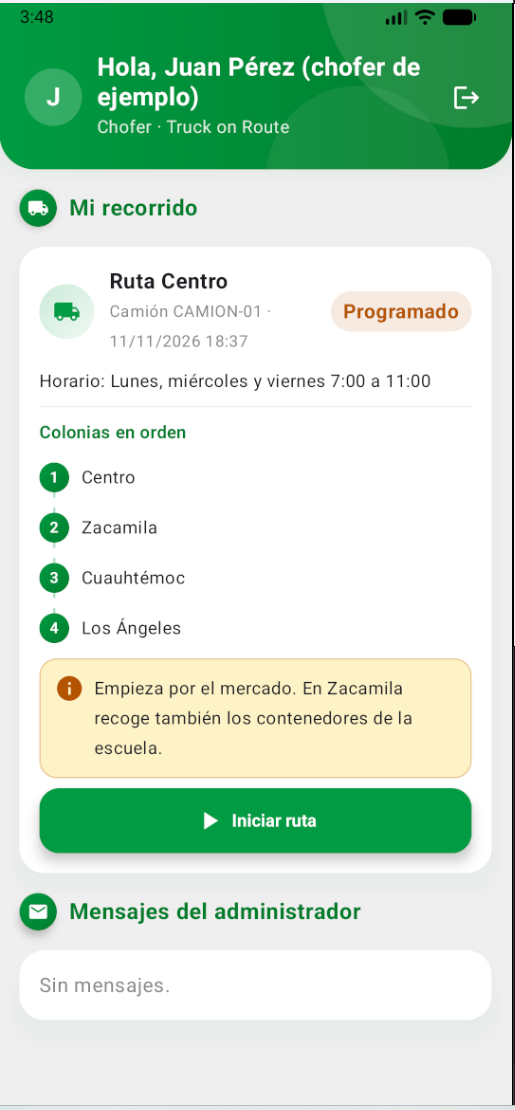 3:48
J
Hola, Juan Pérez (chofer de
ejemplo)
Chofer · Truck on Route
Mi recorrido
Ruta Centro
Camión CAMION-01 ·
11/11/2026 18:37
Programado
Horario: Lunes, miércoles y viernes 7:00 a 11:00
Colonias en orden
1 Centro
2 Zacamila
3 Cuauhtémoc
4 Los Ángeles
Empieza por el mercado. En Zacamila
recoge también los contenedores de la
escuela.
Iniciar ruta
Mensajes del administrador
Sin mensajes.